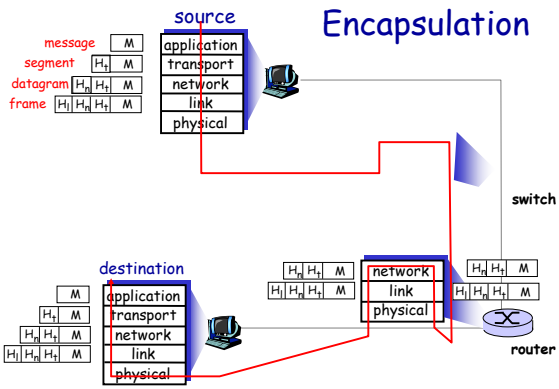 Encapsulation
source
message M application
segment Ht M transport
datagram Hn Ht M network
frame Hl Hn Ht M link
physical
switch
destination
Hn Ht M network Hn Ht M
Hl Hn Ht M link Hl Hn Ht M
physical
router
M application
Ht M transport
Hn Ht M network
Hl Hn Ht M link
physical